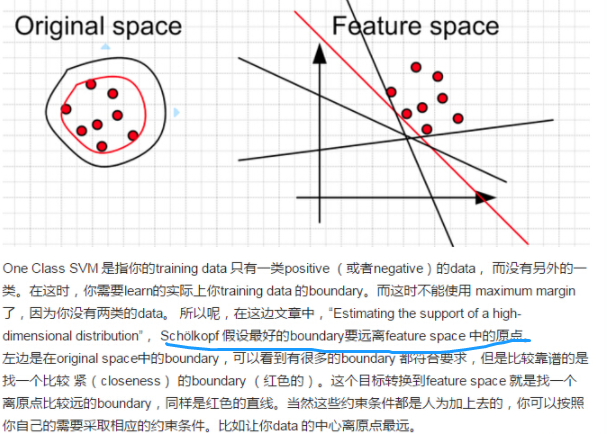 Original space
Feature space
One Class SVM 是指你的training data 只有一类positive （或者negative）的data， 而没有另外的一
类。在这时，你需要learn的实际上你training data 的boundary。而这时不能使用 maximum margin
了，因为你没有两类的data。 所以呢，在这边文章中，“Estimating the support of a high-
dimensional distribution”， Schölkopf 假设最好的boundary要远离feature space 中的原点。
左边是在original space中的boundary，可以看到有很多的boundary 都符合要求，但是比较靠谱的是
找一个比较 紧（closeness） 的boundary （红色的）。这个目标转换到feature space 就是找一个
离原点比较远的boundary，同样是红色的直线。当然这些约束条件都是人为加上去的，你可以按照
你自己的需要采取相应的约束条件。比如让你data 的中心离原点最远。